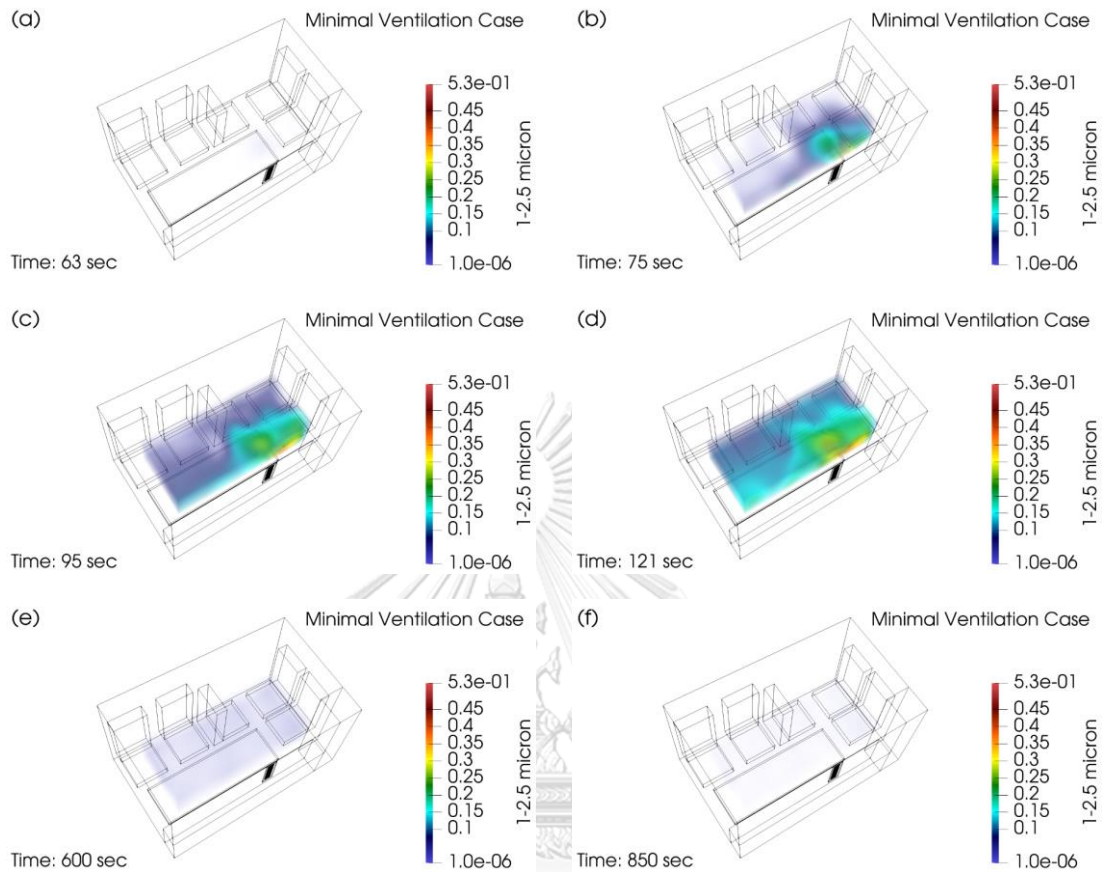 (a)
Minimal Ventilation Case
5.3e-01
0.45
0.4
0.35
0.3
0.25
0.2
0.15
0.1
1.0e-06
1-2.5 micron
Time: 63 sec
(b)
Minimal Ventilation Case
5.3e-01
0.45
0.4
0.35
0.3
0.25
0.2
0.15
0.1
1.0e-06
1-2.5 micron
Time: 75 sec
(c)
Minimal Ventilation Case
5.3e-01
0.45
0.4
0.35
0.3
0.25
0.2
0.15
0.1
1.0e-06
1-2.5 micron
Time: 95 sec
(d)
Minimal Ventilation Case
5.3e-01
0.45
0.4
0.35
0.3
0.25
0.2
0.15
0.1
1.0e-06
1-2.5 micron
Time: 121 sec
(e)
Minimal Ventilation Case
5.3e-01
0.45
0.4
0.35
0.3
0.25
0.2
0.15
0.1
1.0e-06
1-2.5 micron
Time: 600 sec
(f)
Minimal Ventilation Case
5.3e-01
0.45
0.4
0.35
0.3
0.25
0.2
0.15
0.1
1.0e-06
1-2.5 micron
Time: 850 sec